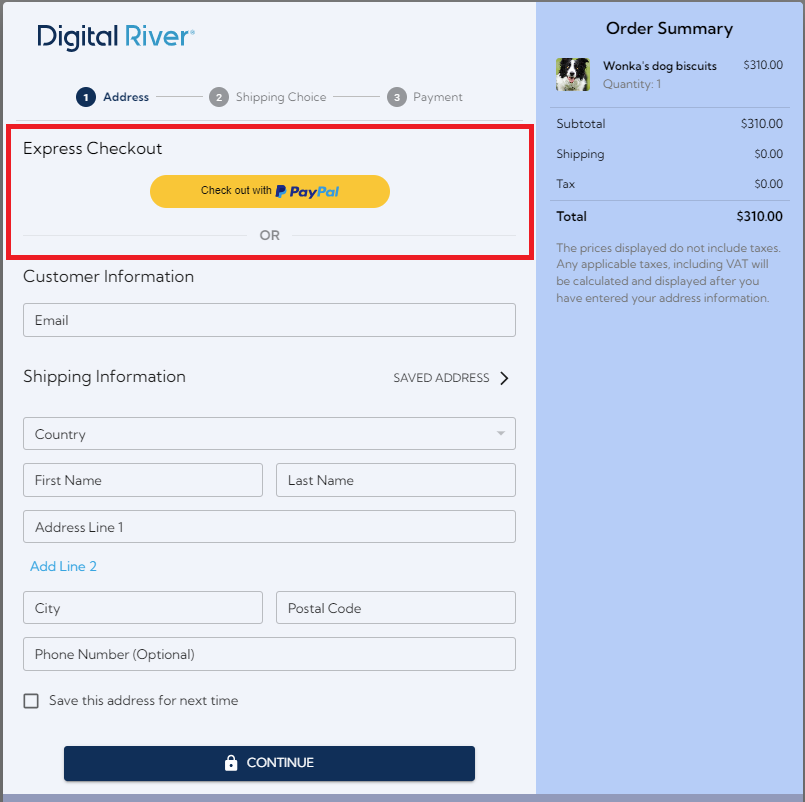 Digital River
1 Address 2 Shipping Choice 3 Payment
Express Checkout
Check out with PayPal
OR
Customer Information
Email
Shipping Information SAVED ADDRESS
Country
First Name Last Name
Address Line 1
Add Line 2
City Postal Code
Phone Number (Optional)
Save this address for next time
CONTINUE
Order Summary
Wonka's dog biscuits $310.00
Quantity: 1
Subtotal $310.00
Shipping $0.00
Tax $0.00
Total $310.00
The prices displayed do not include taxes.
Any applicable taxes, including VAT will
be calculated and displayed after you
have entered your address information.